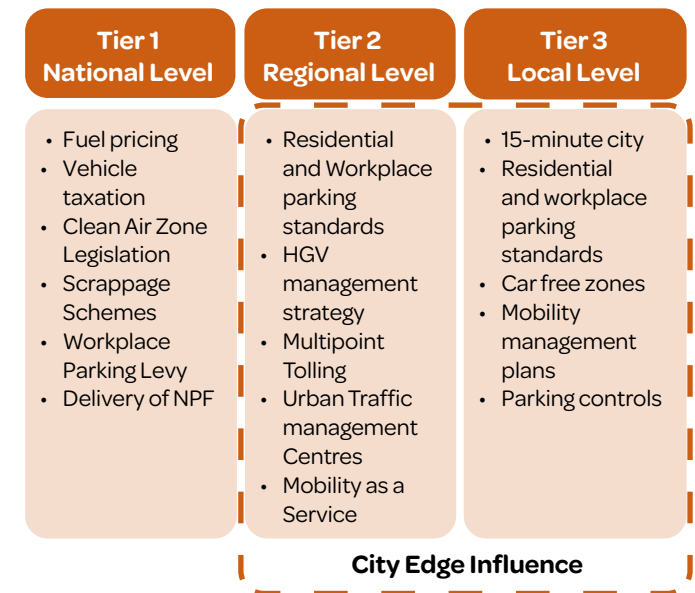 Tier 1
National Level
• Fuel pricing
• Vehicle
taxation
• Clean Air Zone
Legislation
• Scrappage
Schemes
• Workplace
Parking Levy
• Delivery of NPF
Tier 2
Regional Level
• Residential
and Workplace
parking
standards
• HGV
management
strategy
• Multipoint
Tolling
• Urban Traffic
management
Centres
• Mobility as a
Service
Tier 3
Local Level
• 15-minute city
• Residential
and workplace
parking
standards
• Car free zones
• Mobility
management
plans
• Parking controls
City Edge Influence